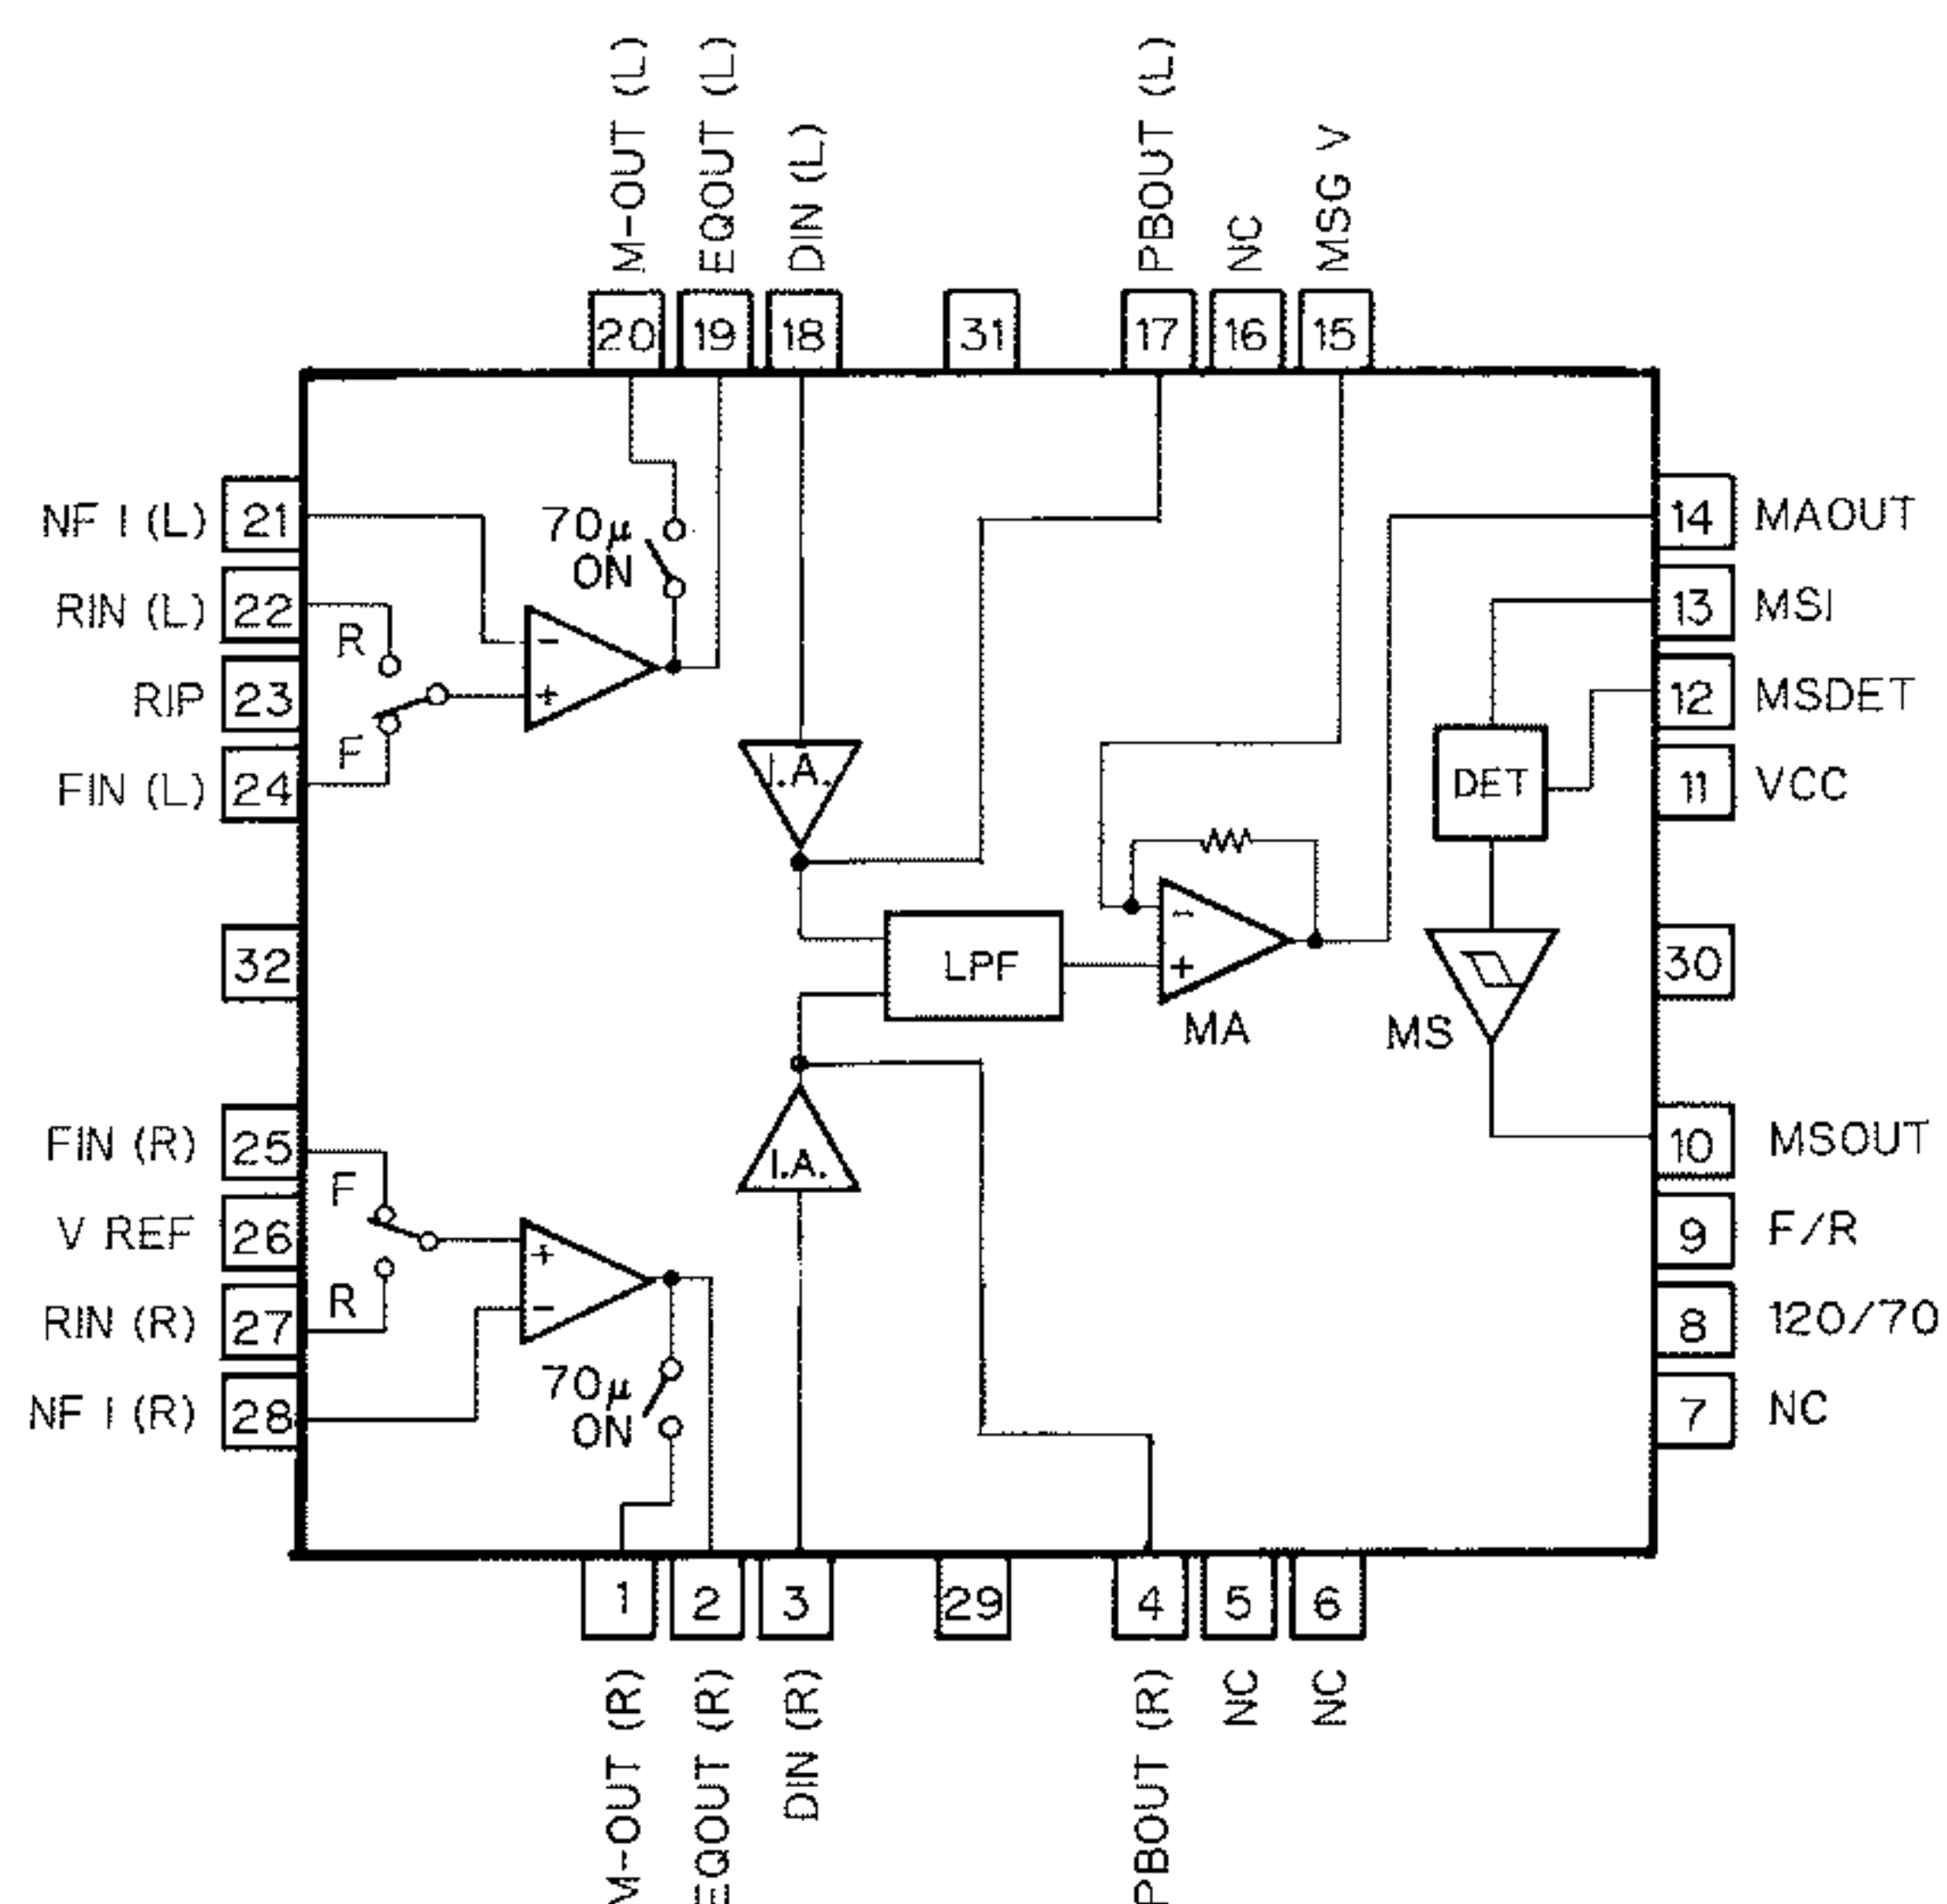 M-OUT (L)
EQOUT (L)
DIN (L)
PBOUT (L)
NC
MSG V
20
19
18
31
17
16
15
NF I (L)
21
RIN (L)
22
RIP
23
FIN (L)
24
32
FIN (R)
25
V REF
26
RIN (R)
27
NF I (R)
28
70μ
ON
R
F
I.A.
-
+
LPF
-
+
MA
DET
MS
F
R
+
-
I.A.
70μ
ON
14
MAOUT
13
MSI
12
MSDET
11
VCC
30
10
MSOUT
9
F/R
8
120/70
7
NC
1
2
3
29
4
5
6
M-OUT (R)
EQOUT (R)
DIN (R)
PBOUT (R)
NC
NC